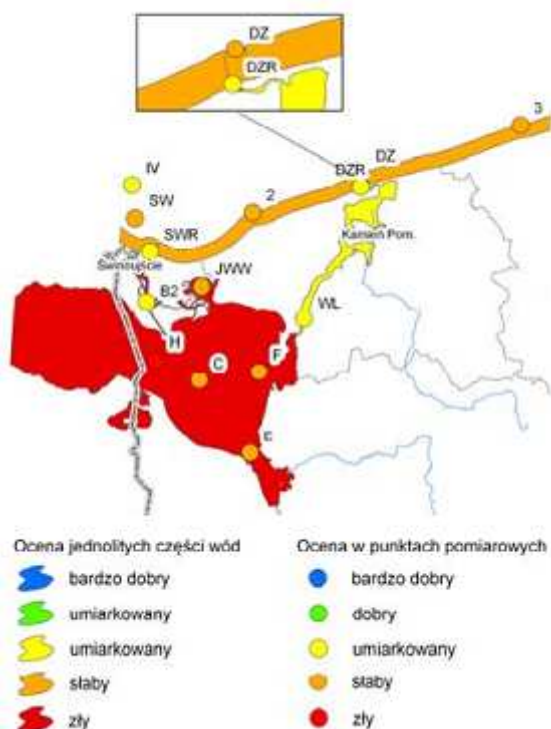 DZ
DZR
3
DZR
DZ
IV
SW
2
SWR
Kamień Pom.
Świnoujście
B2
JWW
WL
H
C
F
E
Ocena jednolitych części wód
bardzo dobry
umiarkowany
umiarkowany
słaby
zły
Ocena w punktach pomiarowych
bardzo dobry
dobry
umiarkowany
słaby
zły